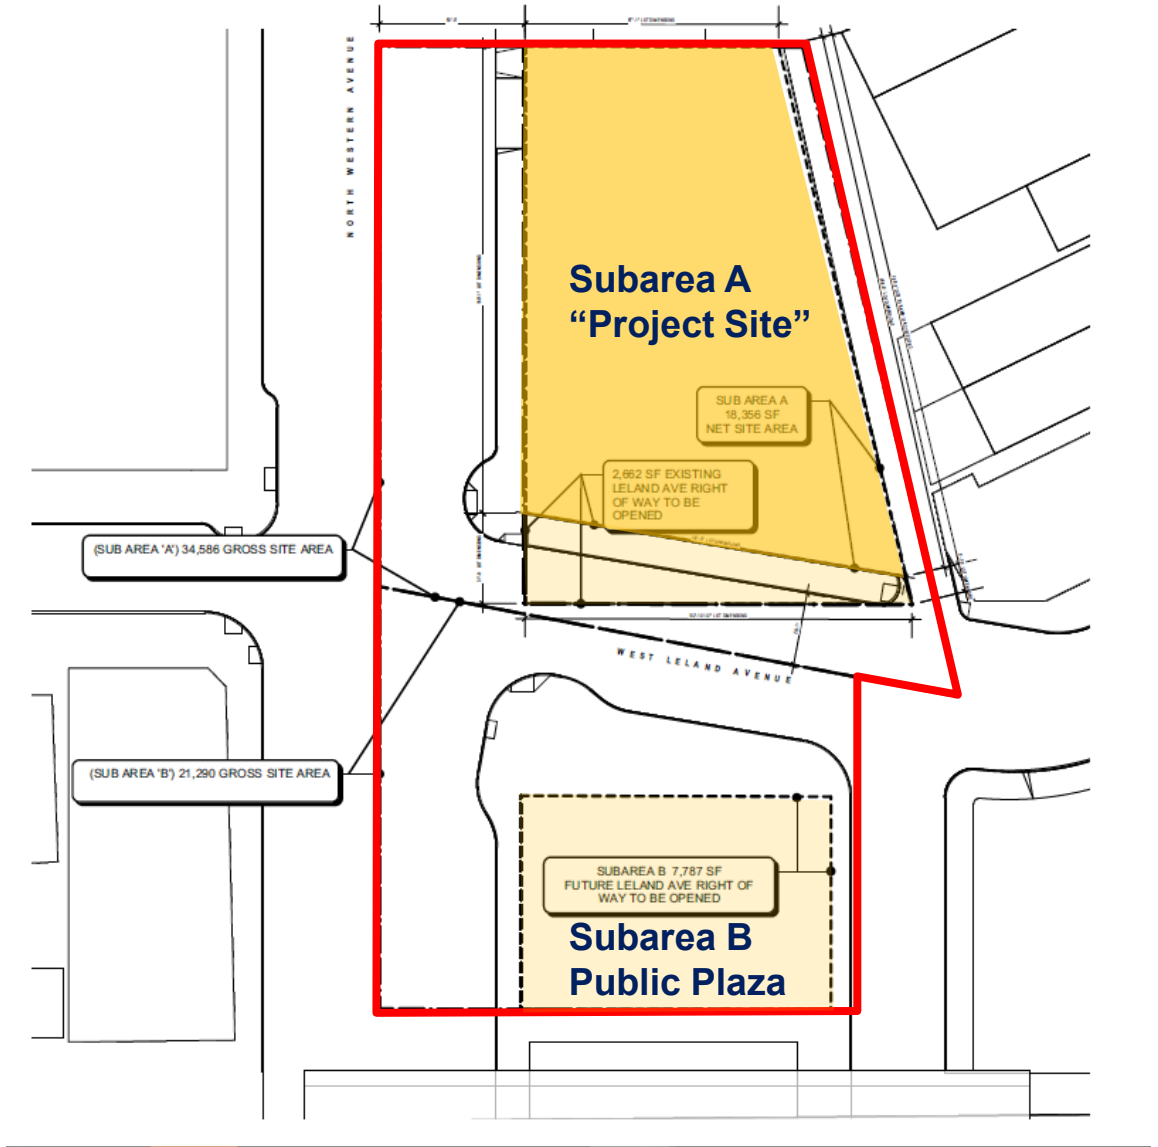 NORTH WESTERN AVENUE
Subarea A
“Project Site”
SUB AREA A
18,356 SF
NET SITE AREA
2,662 SF EXISTING
LELAND AVE RIGHT
OF WAY TO BE
OPENED
(SUB AREA 'A') 34,586 GROSS SITE AREA
WEST LELAND AVENUE
(SUB AREA 'B') 21,290 GROSS SITE AREA
SUBAREA B 7,787 SF
FUTURE LELAND AVE RIGHT OF
WAY TO BE OPENED
Subarea B
Public Plaza